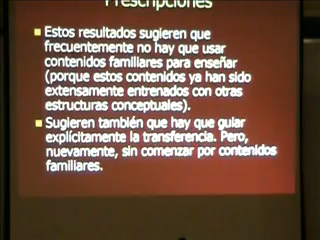 Prescripciones
Estos resultados sugieren que
frecuentemente no hay que usar
contenidos familiares para enseñar
(porque estos contenidos ya han sido
extensamente entrenados con otras
estructuras conceptuales).
Sugieren también que hay que guiar
explícitamente la transferencia. Pero,
nuevamente, sin comenzar por contenidos
familiares.